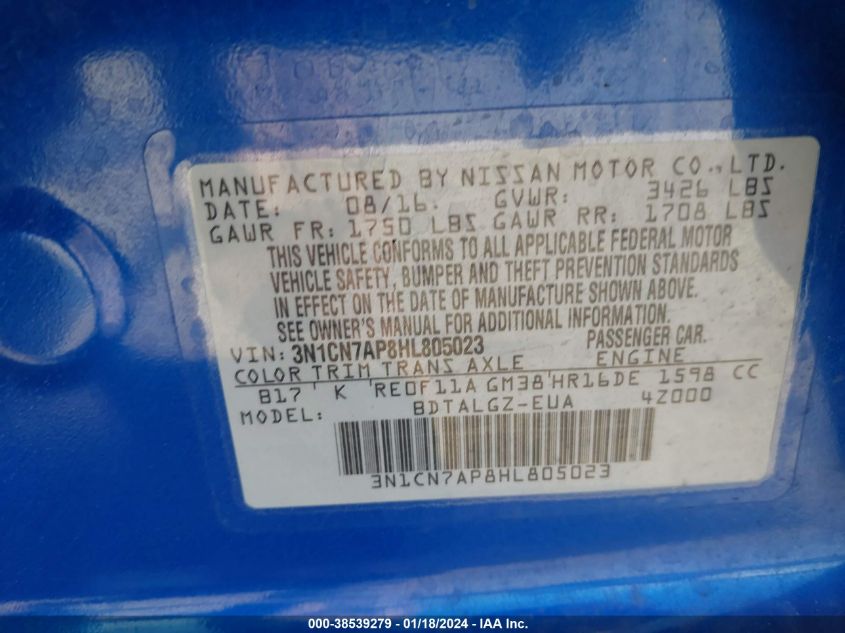 MANUFACTURED BY NISSAN MOTOR CO.,LTD.
DATE: 08/16. GVWR: 3426 LBS
GAWR FR: 1750 LBS GAWR RR: 1708 LBS
THIS VEHICLE CONFORMS TO ALL APPLICABLE FEDERAL MOTOR
VEHICLE SAFETY, BUMPER AND THEFT PREVENTION STANDARDS
IN EFFECT ON THE DATE OF MANUFACTURE SHOWN ABOVE.
SEE OWNER'S MANUAL FOR ADDITIONAL INFORMATION.
VIN: 3N1CN7AP8HL805023 PASSENGER CAR.
COLOR TRIM TRANS AXLE ENGINE
B17 K RE0F11A GM38 HR16DE 1598 CC
MODEL: BDTALGZ-EUA 4Z000
3N1CN7AP8HL805023
000-38539279 - 01/18/2024 - IAA Inc.